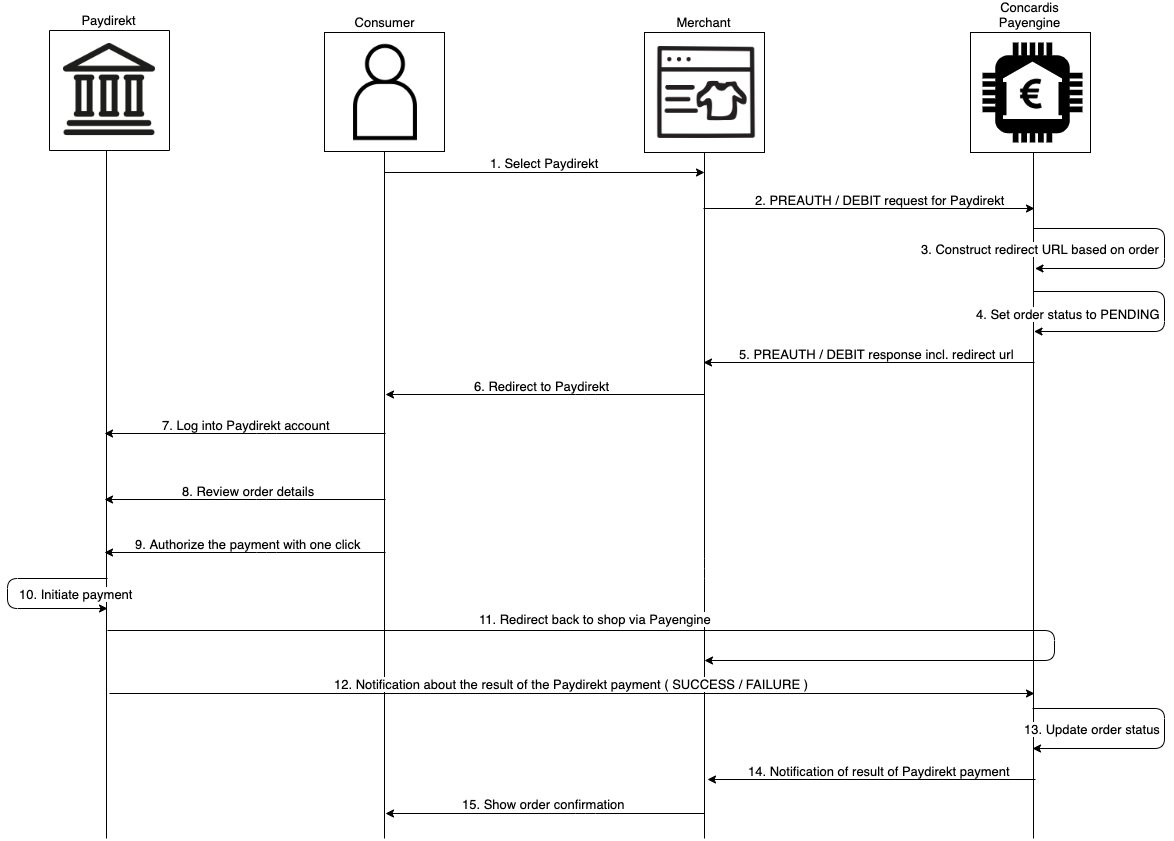 Paydirekt
Consumer
Merchant
Concardis
Payengine
€
1. Select Paydirekt
2. PREAUTH / DEBIT request for Paydirekt
3. Construct redirect URL based on order
4. Set order status to PENDING
5. PREAUTH / DEBIT response incl. redirect url
6. Redirect to Paydirekt
7. Log into Paydirekt account
8. Review order details
9. Authorize the payment with one click
10. Initiate payment
11. Redirect back to shop via Payengine
12. Notification about the result of the Paydirekt payment ( SUCCESS / FAILURE )
13. Update order status
14. Notification of result of Paydirekt payment
15. Show order confirmation